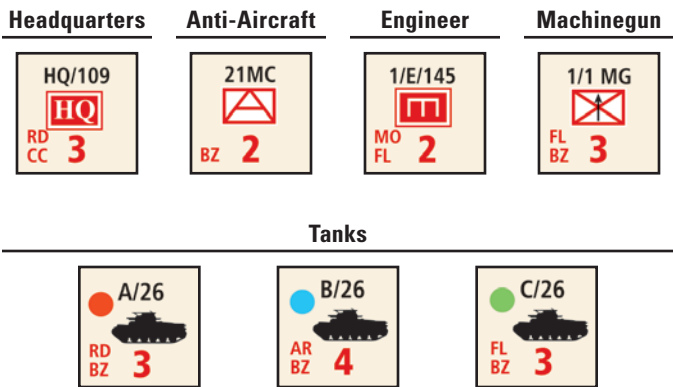 Headquarters Anti-Aircraft Engineer Machinegun
HQ/109 21MC 1/E/145 1/1 MG
HQ
RD MO FL
CC 3 BZ 2 FL 2 BZ 3
Tanks
A/26 B/26 C/26
RD AR FL
BZ 3 BZ 4 BZ 3